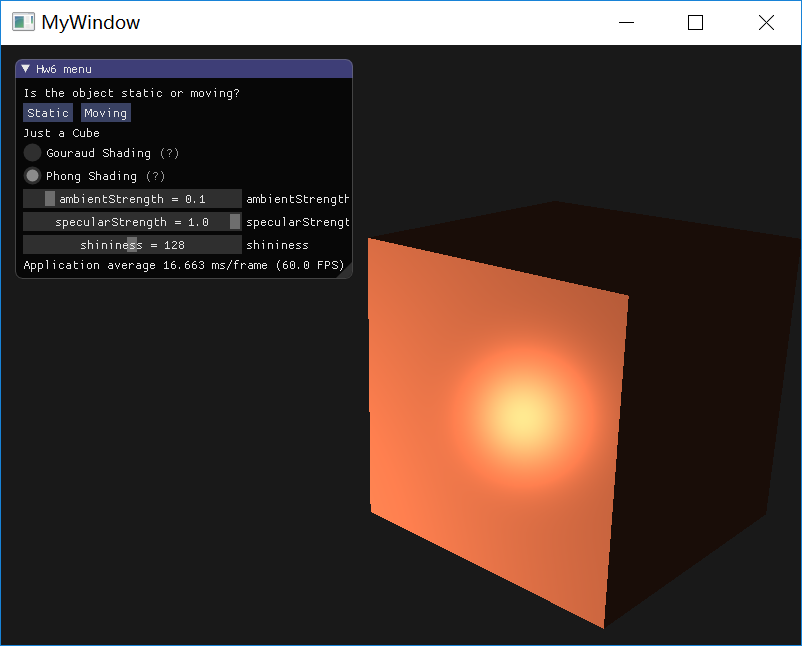 MyWindow
Hw6 menu
Is the object static or moving?
Static Moving
Just a Cube
Gouraud Shading (?)
Phong Shading (?)
ambientStrength = 0.1 ambientStrength
specularStrength = 1.0 specularStrengt
shininess = 128 shininess
Application average 16.663 ms/frame (60.0 FPS)